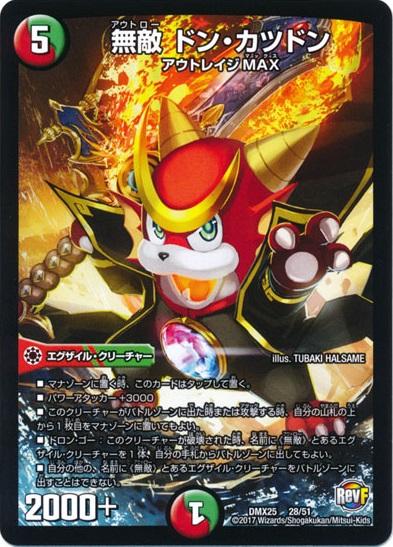 5
アウトロー
無敵 ドン・カツドン
アウトレイジMAX
マックス
エグザイル・クリーチャー
illus. TUBAKI HALSAME
■ マナゾーンに置く時、このカードはタップして置く。
■ パワーアタッカー+3000
■ このクリーチャーがバトルゾーンに出た時または攻撃する時、自分の山札の上
から1枚目をマナゾーンに置いてもよい。
■ ドロン・ゴー：このクリーチャーが破壊された時、名前に《無敵》とあるエグ
ザイル・クリーチャーを1体、自分の手札からバトルゾーンに出してもよい。
■ 自分の他の、名前に《無敵》とあるエグザイル・クリーチャーをバトルゾーンに
出すことはできない。
2000+
1
DMX25 28/51
©2017 Wizards/Shogakukan/Mitsui-Kids
RevF